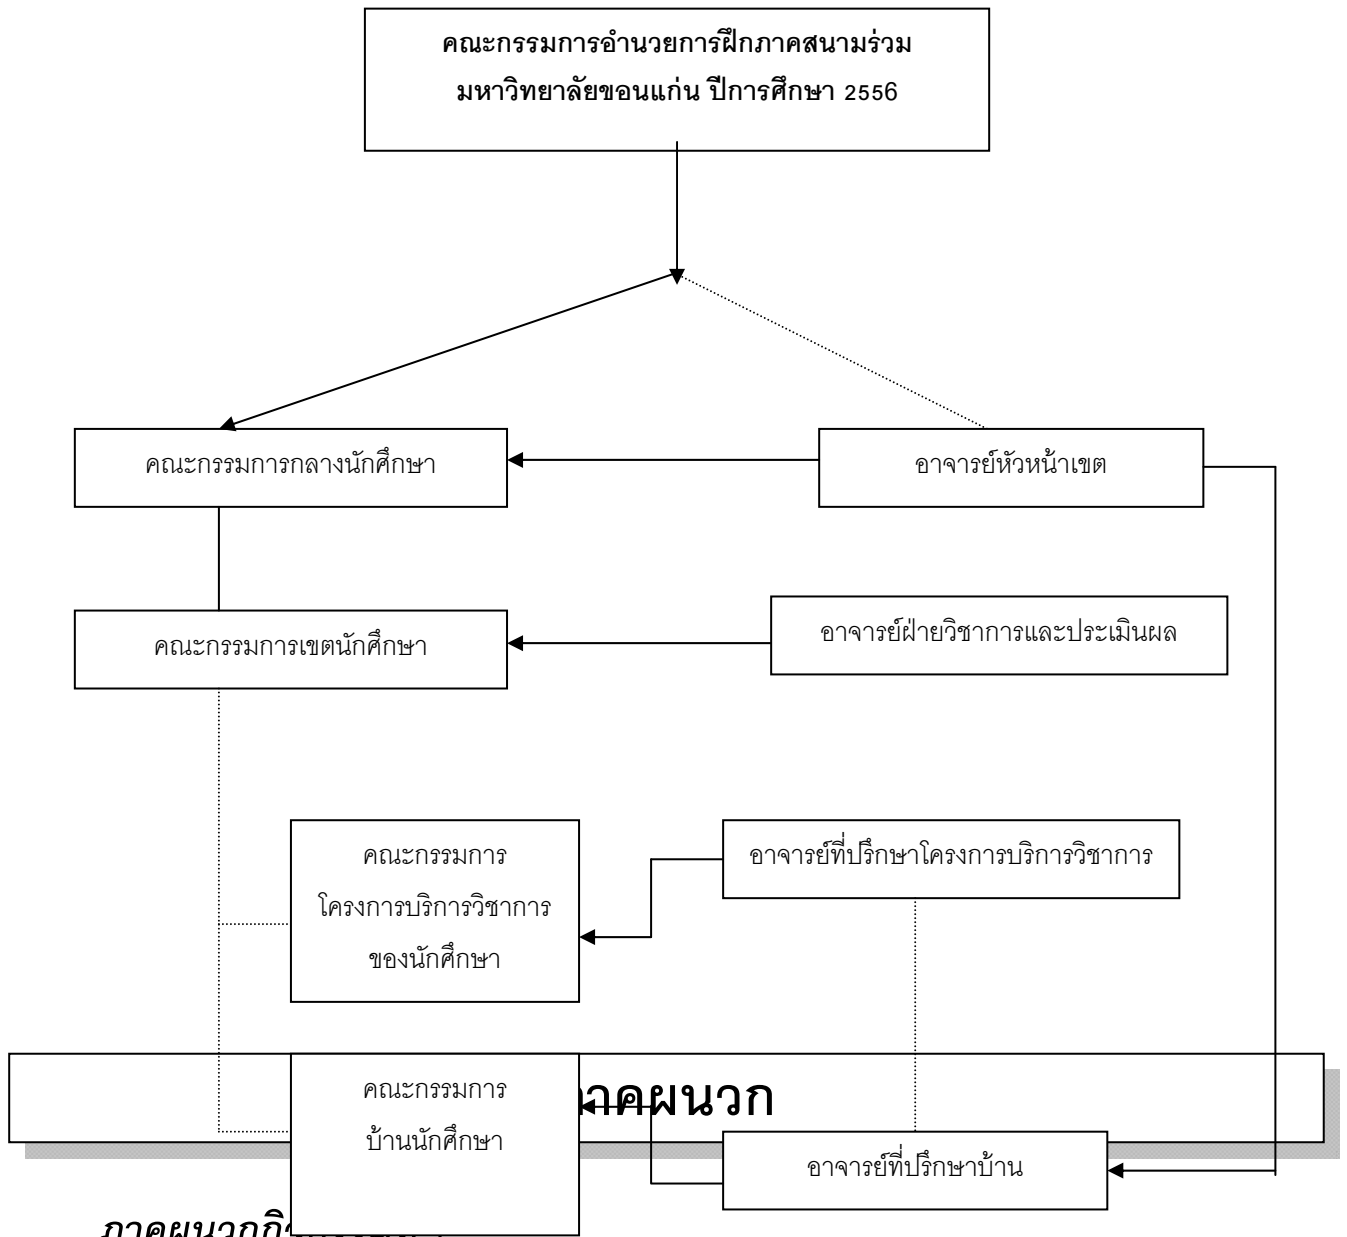 คณะกรรมการอำนวยการฝึกภาคสนามร่วม
มหาวิทยาลัยขอนแก่น ปีการศึกษา 2556
คณะกรรมการกลางนักศึกษา
อาจารย์หัวหน้าเขต
คณะกรรมการเขตนักศึกษา
อาจารย์ฝ่ายวิชาการและประเมินผล
คณะกรรมการ
โครงการบริการวิชาการ
ของนักศึกษา
อาจารย์ที่ปรึกษาโครงการบริการวิชาการ
ภาคผนวก
คณะกรรมการ
บ้านนักศึกษา
อาจารย์ที่ปรึกษาบ้าน